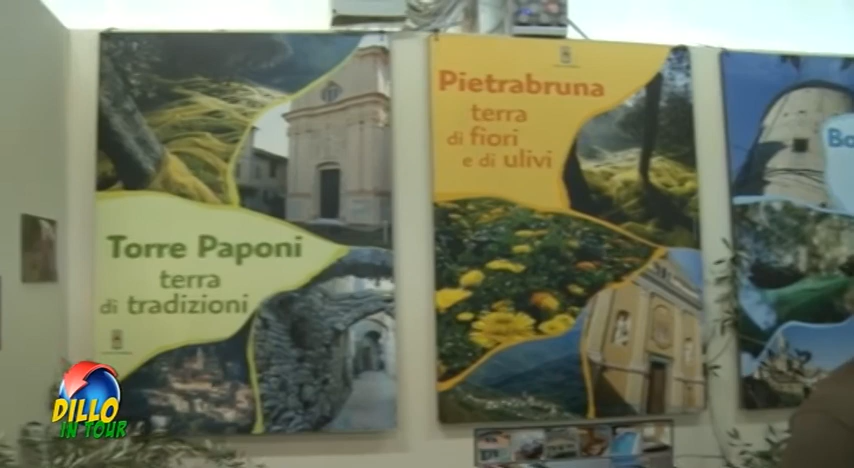 Torre Paponi
terra
di tradizioni
Pietrabruna
terra
di fiori
e di ulivi
Bo
DILLO
IN TOUR